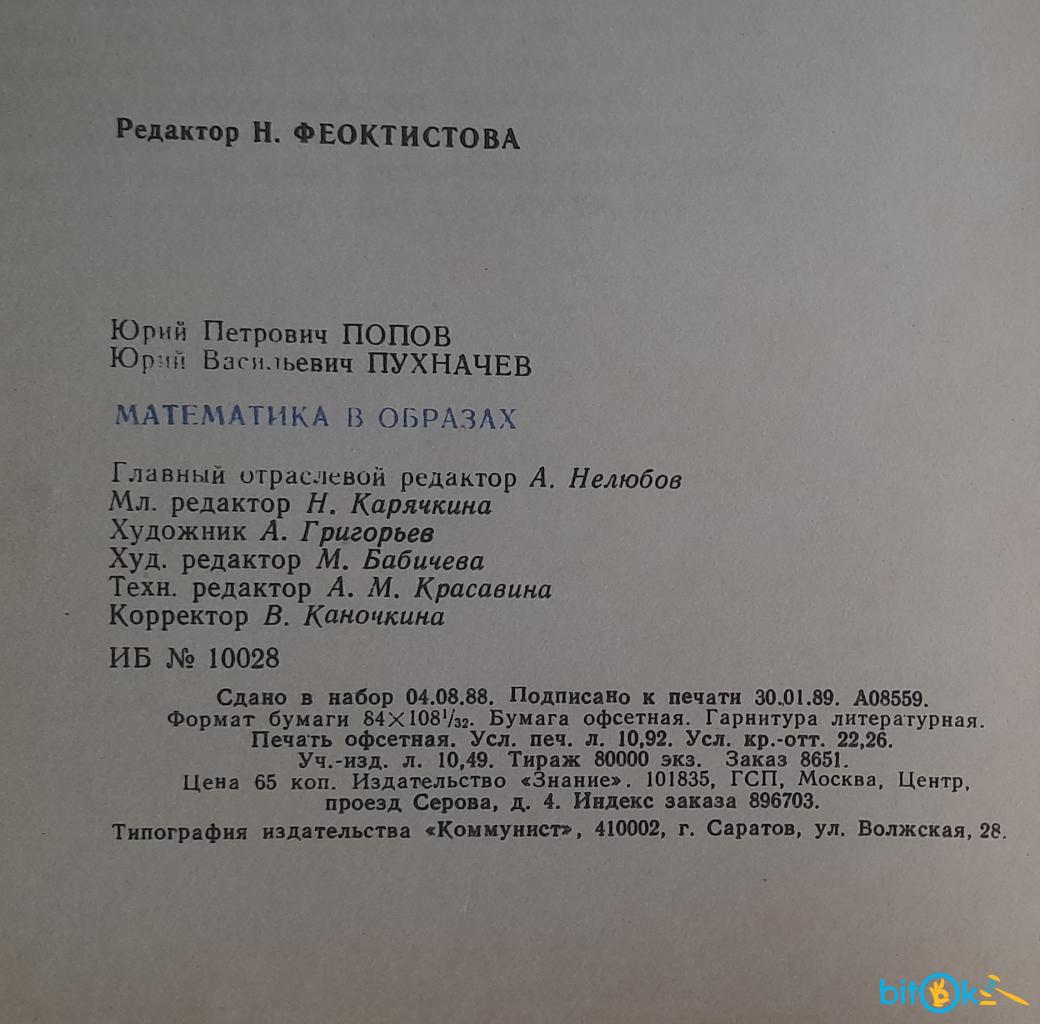 Редактор Н. ФЕОКТИСТОВА
Юрий Петрович ПОПОВ
Юрий Васильевич ПУХНАЧЕВ
МАТЕМАТИКА В ОБРАЗАХ
Главный отраслевой редактор А. Нелюбов
Мл. редактор Н. Карячкина
Художник А. Григорьев
Худ. редактор М. Бабичева
Техн. редактор А. М. Красавина
Корректор В. Каночкина
ИБ № 10028
Сдано в набор 04.08.88. Подписано к печати 30.01.89. А08559.
Формат бумаги 84×108¹/₃₂. Бумага офсетная. Гарнитура литературная.
Печать офсетная. Усл. печ. л. 10,92. Усл. кр.-отт. 22,26.
Уч.-изд. л. 10,49. Тираж 80000 экз. Заказ 8651.
Цена 65 коп. Издательство «Знание». 101835, ГСП, Москва, Центр,
проезд Серова, д. 4. Индекс заказа 896703.
Типография издательства «Коммунист», 410002, г. Саратов, ул. Волжская, 28.